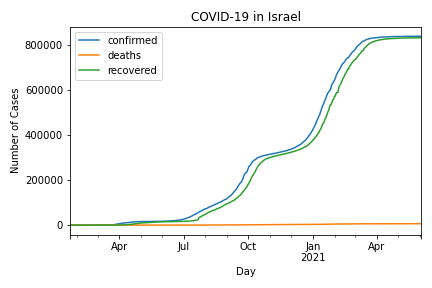 COVID-19 in Israel
confirmed
deaths
recovered
Number of Cases
800000
600000
400000
200000
0
Apr
Jul
Oct
Jan
2021
Apr
Day